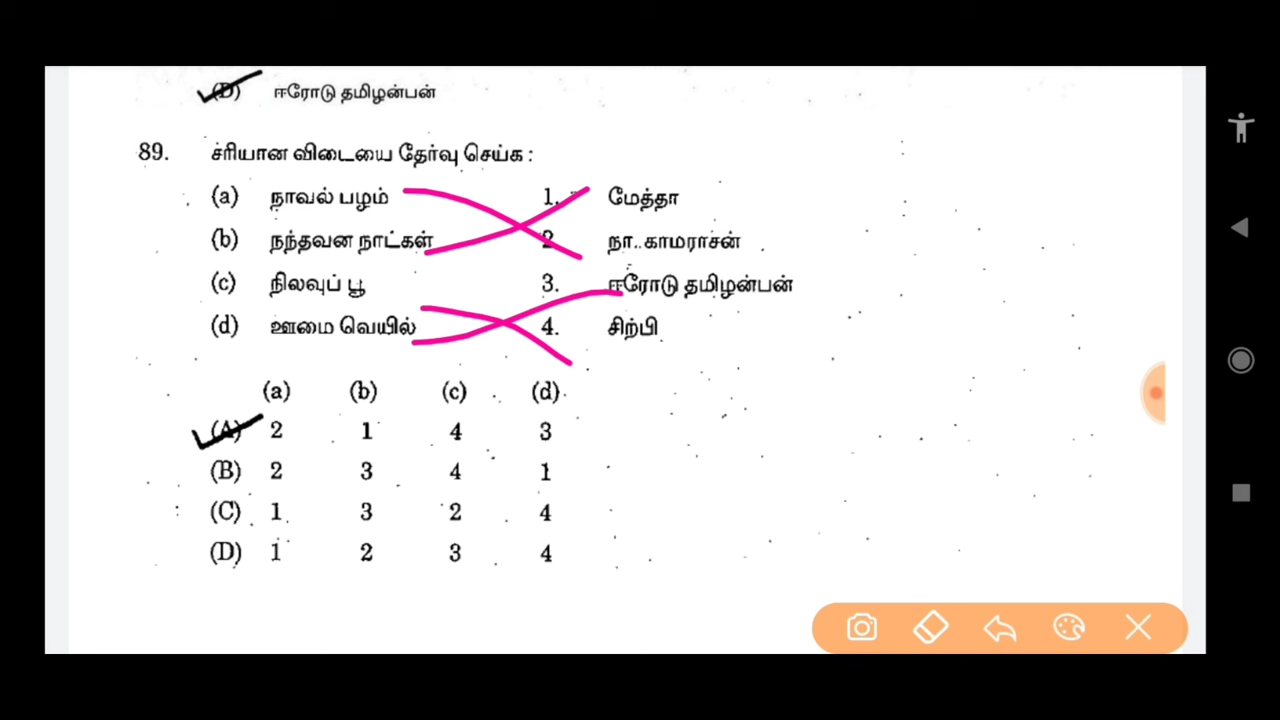 (D) ஈரோடு தமிழன்பன்
89. சரியான விடையை தேர்வு செய்க :
(a) நாவல் பழம் 1. மேத்தா
(b) நந்தவன நாட்கள் 2. நா. காமராசன்
(c) நிலவுப் பூ 3. ஈரோடு தமிழன்பன்
(d) ஊமை வெயில் 4. சிற்பி
(a) (b) (c) (d)
(A) 2 1 4 3
(B) 2 3 4 1
(C) 1 3 2 4
(D) 1 2 3 4